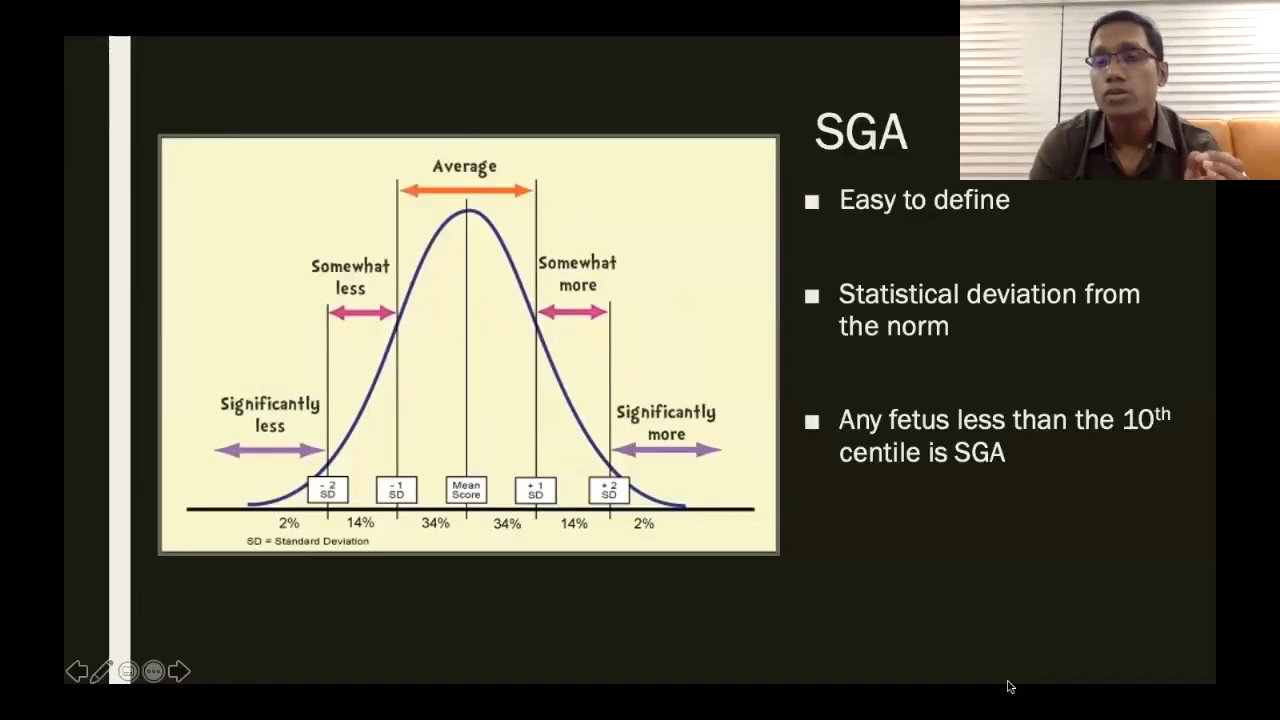 SGA
Average
Somewhat
less
Somewhat
more
Significantly
less
Significantly
more
- 2
SD
- 1
SD
Mean
Score
+ 1
SD
+ 2
SD
2% 14% 34% 34% 14% 2%
SD = Standard Deviation
■ Easy to define
■ Statistical deviation from
the norm
■ Any fetus less than the 10th
centile is SGA